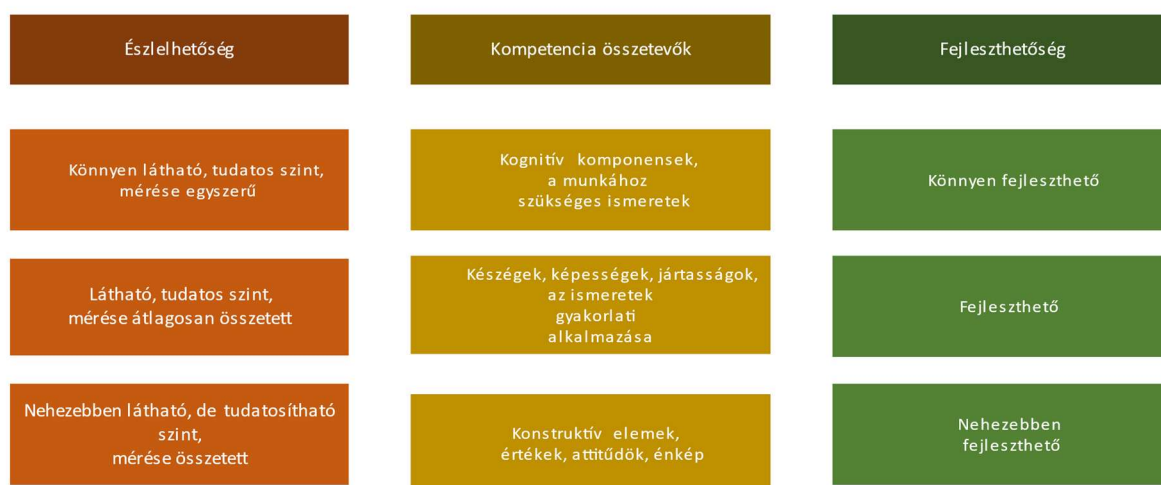 Észlelhetőség
Kompetencia összetevők
Fejleszthetőség
Könnyen látható, tudatos szint,
mérése egyszerű
Kognitív komponensek,
a munkához
szükséges ismeretek
Könnyen fejleszthető
Látható, tudatos szint,
mérése átlagosan összetett
Készégek, képességek, jártasságok,
az ismeretek
gyakorlati
alkalmazása
Fejleszthető
Nehezebben látható, de tudatosítható
szint,
mérése összetett
Konstruktív elemek,
értékek, attitűdök, énkép
Nehezebben
fejleszthető